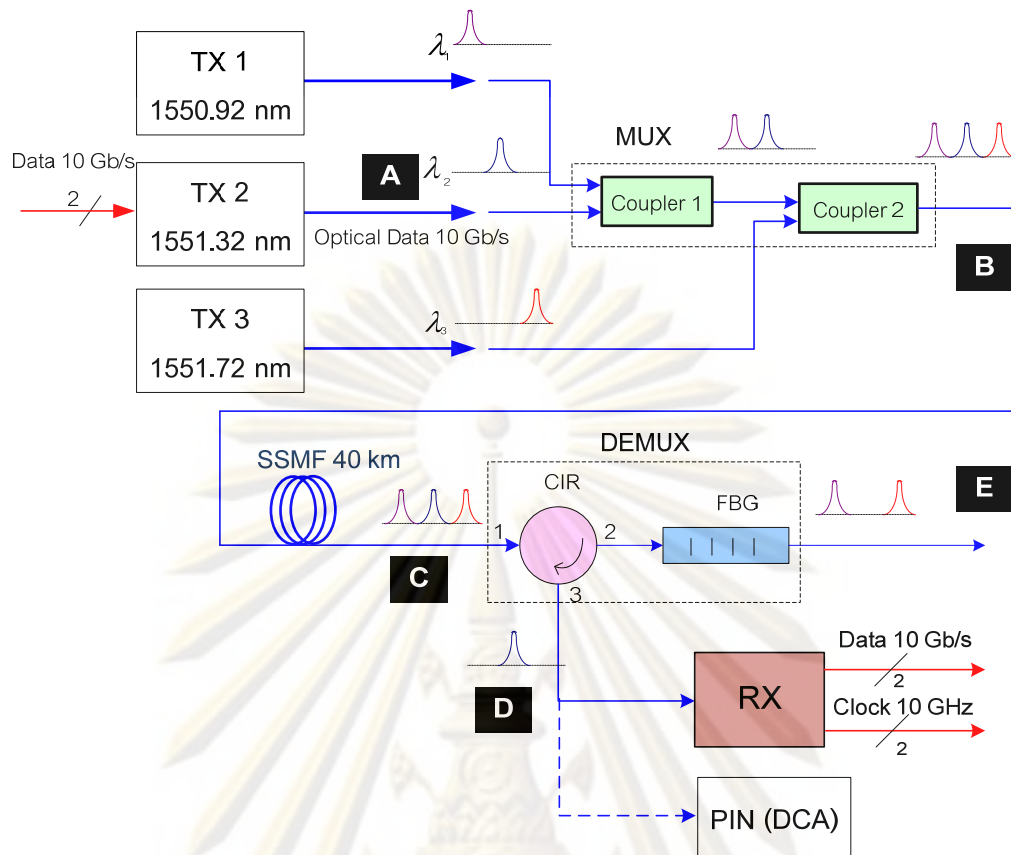 TX 1
1550.92 nm
λ1
Data 10 Gb/s
2
TX 2
1551.32 nm
A
λ2
Optical Data 10 Gb/s
MUX
Coupler 1
Coupler 2
B
TX 3
1551.72 nm
λ3
SSMF 40 km
C
DEMUX
CIR
1
2
3
FBG
E
D
RX
Data 10 Gb/s
2
Clock 10 GHz
2
PIN (DCA)